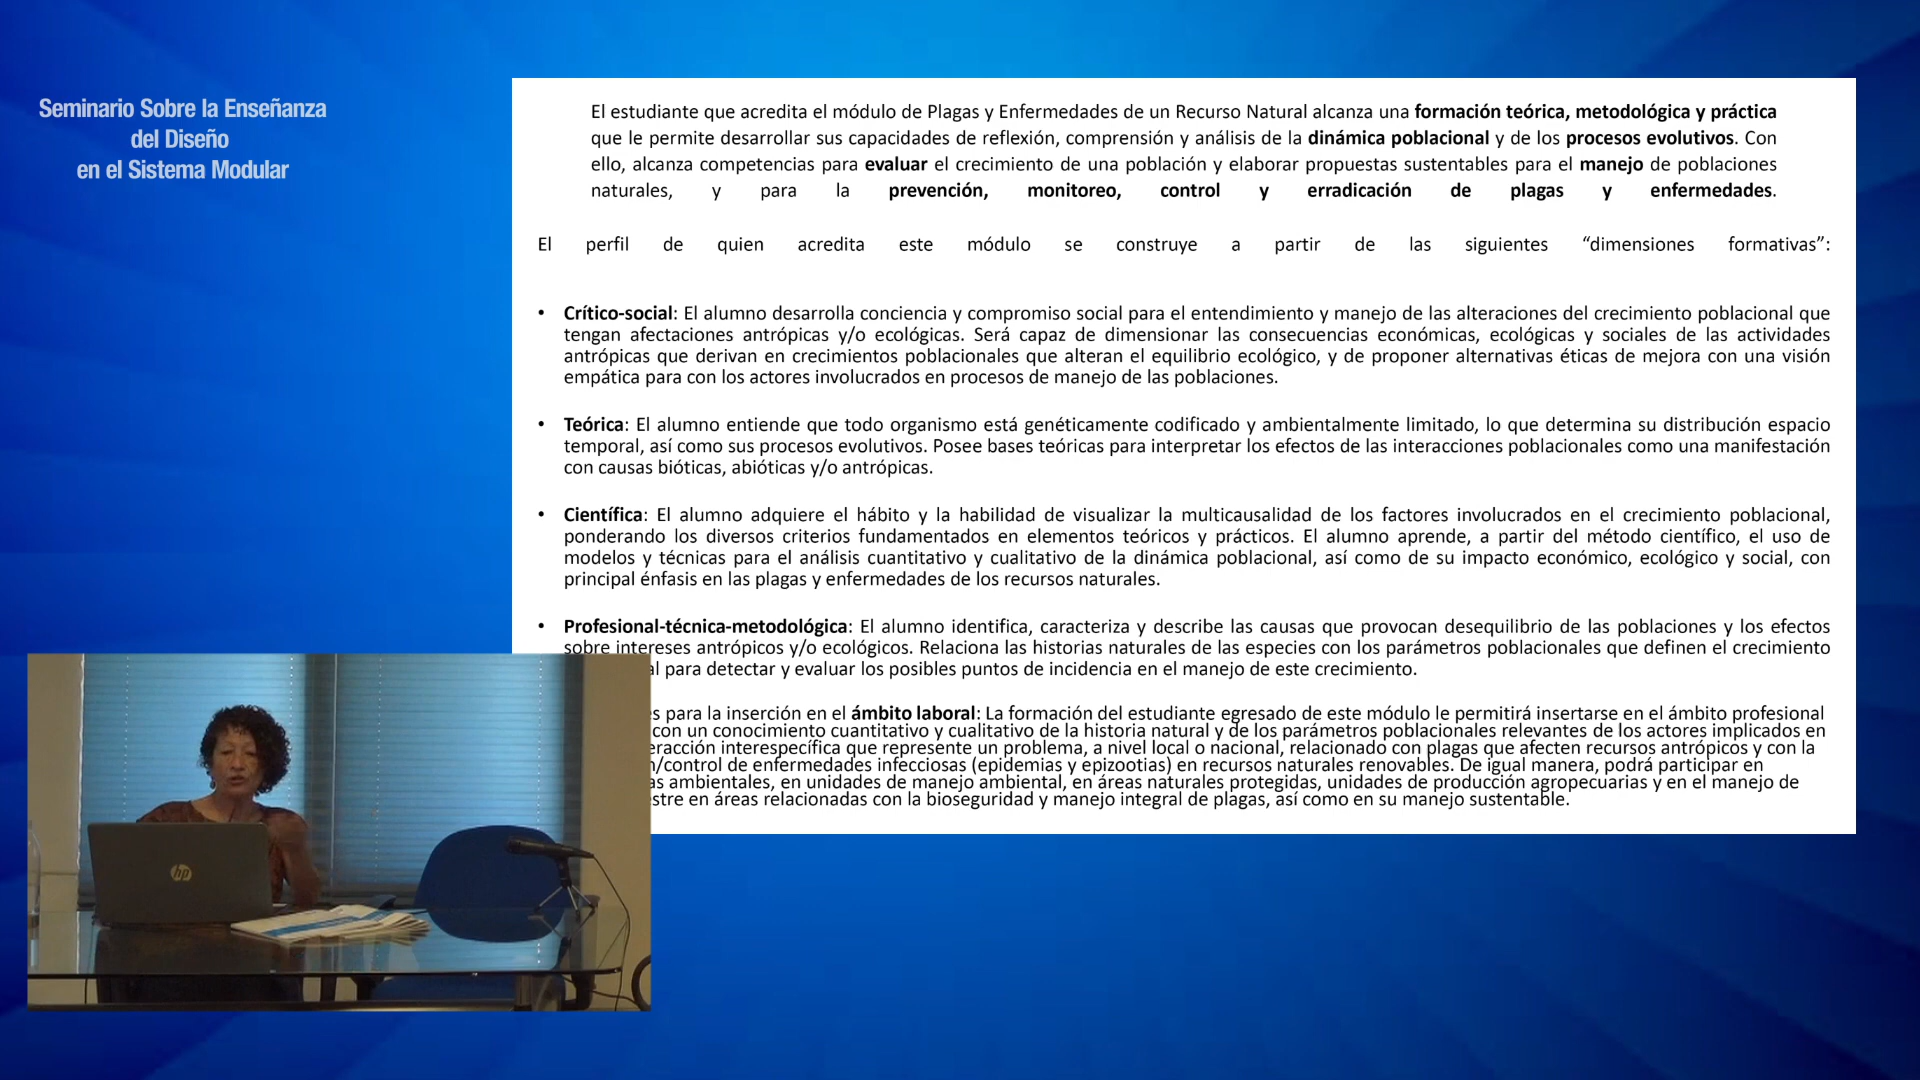 Seminario Sobre la Enseñanza
del Diseño
en el Sistema Modular
El estudiante que acredita el módulo de Plagas y Enfermedades de un Recurso Natural alcanza una formación teórica, metodológica y práctica
que le permite desarrollar sus capacidades de reflexión, comprensión y análisis de la dinámica poblacional y de los procesos evolutivos. Con
ello, alcanza competencias para evaluar el crecimiento de una población y elaborar propuestas sustentables para el manejo de poblaciones
naturales, y para la prevención, monitoreo, control y erradicación de plagas y enfermedades.
El perfil de quien acredita este módulo se construye a partir de las siguientes “dimensiones formativas”:
• Crítico-social: El alumno desarrolla conciencia y compromiso social para el entendimiento y manejo de las alteraciones del crecimiento poblacional que
tengan afectaciones antrópicas y/o ecológicas. Será capaz de dimensionar las consecuencias económicas, ecológicas y sociales de las actividades
antrópicas que derivan en crecimientos poblacionales que alteran el equilibrio ecológico, y de proponer alternativas éticas de mejora con una visión
empática para con los actores involucrados en procesos de manejo de las poblaciones.
• Teórica: El alumno entiende que todo organismo está genéticamente codificado y ambientalmente limitado, lo que determina su distribución espacio
temporal, así como sus procesos evolutivos. Posee bases teóricas para interpretar los efectos de las interacciones poblacionales como una manifestación
con causas bióticas, abióticas y/o antrópicas.
• Científica: El alumno adquiere el hábito y la habilidad de visualizar la multicausalidad de los factores involucrados en el crecimiento poblacional,
ponderando los diversos criterios fundamentados en elementos teóricos y prácticos. El alumno aprende, a partir del método científico, el uso de
modelos y técnicas para el análisis cuantitativo y cualitativo de la dinámica poblacional, así como de su impacto económico, ecológico y social, con
principal énfasis en las plagas y enfermedades de los recursos naturales.
• Profesional-técnica-metodológica: El alumno identifica, caracteriza y describe las causas que provocan desequilibrio de las poblaciones y los efectos
sobre intereses antrópicos y/o ecológicos. Relaciona las historias naturales de las especies con los parámetros poblacionales que definen el crecimiento
para detectar y evaluar los posibles puntos de incidencia en el manejo de este crecimiento.
para la inserción en el ámbito laboral: La formación del estudiante egresado de este módulo le permitirá insertarse en el ámbito profesional
con un conocimiento cuantitativo y cualitativo de la historia natural y de los parámetros poblacionales relevantes de los actores implicados en
interespecífica que represente un problema, a nivel local o nacional, relacionado con plagas que afecten recursos antrópicos y con la
/control de enfermedades infecciosas (epidemias y epizootias) en recursos naturales renovables. De igual manera, podrá participar en
ambientales, en unidades de manejo ambiental, en áreas naturales protegidas, unidades de producción agropecuarias y en el manejo de
en áreas relacionadas con la bioseguridad y manejo integral de plagas, así como en su manejo sustentable.
hp